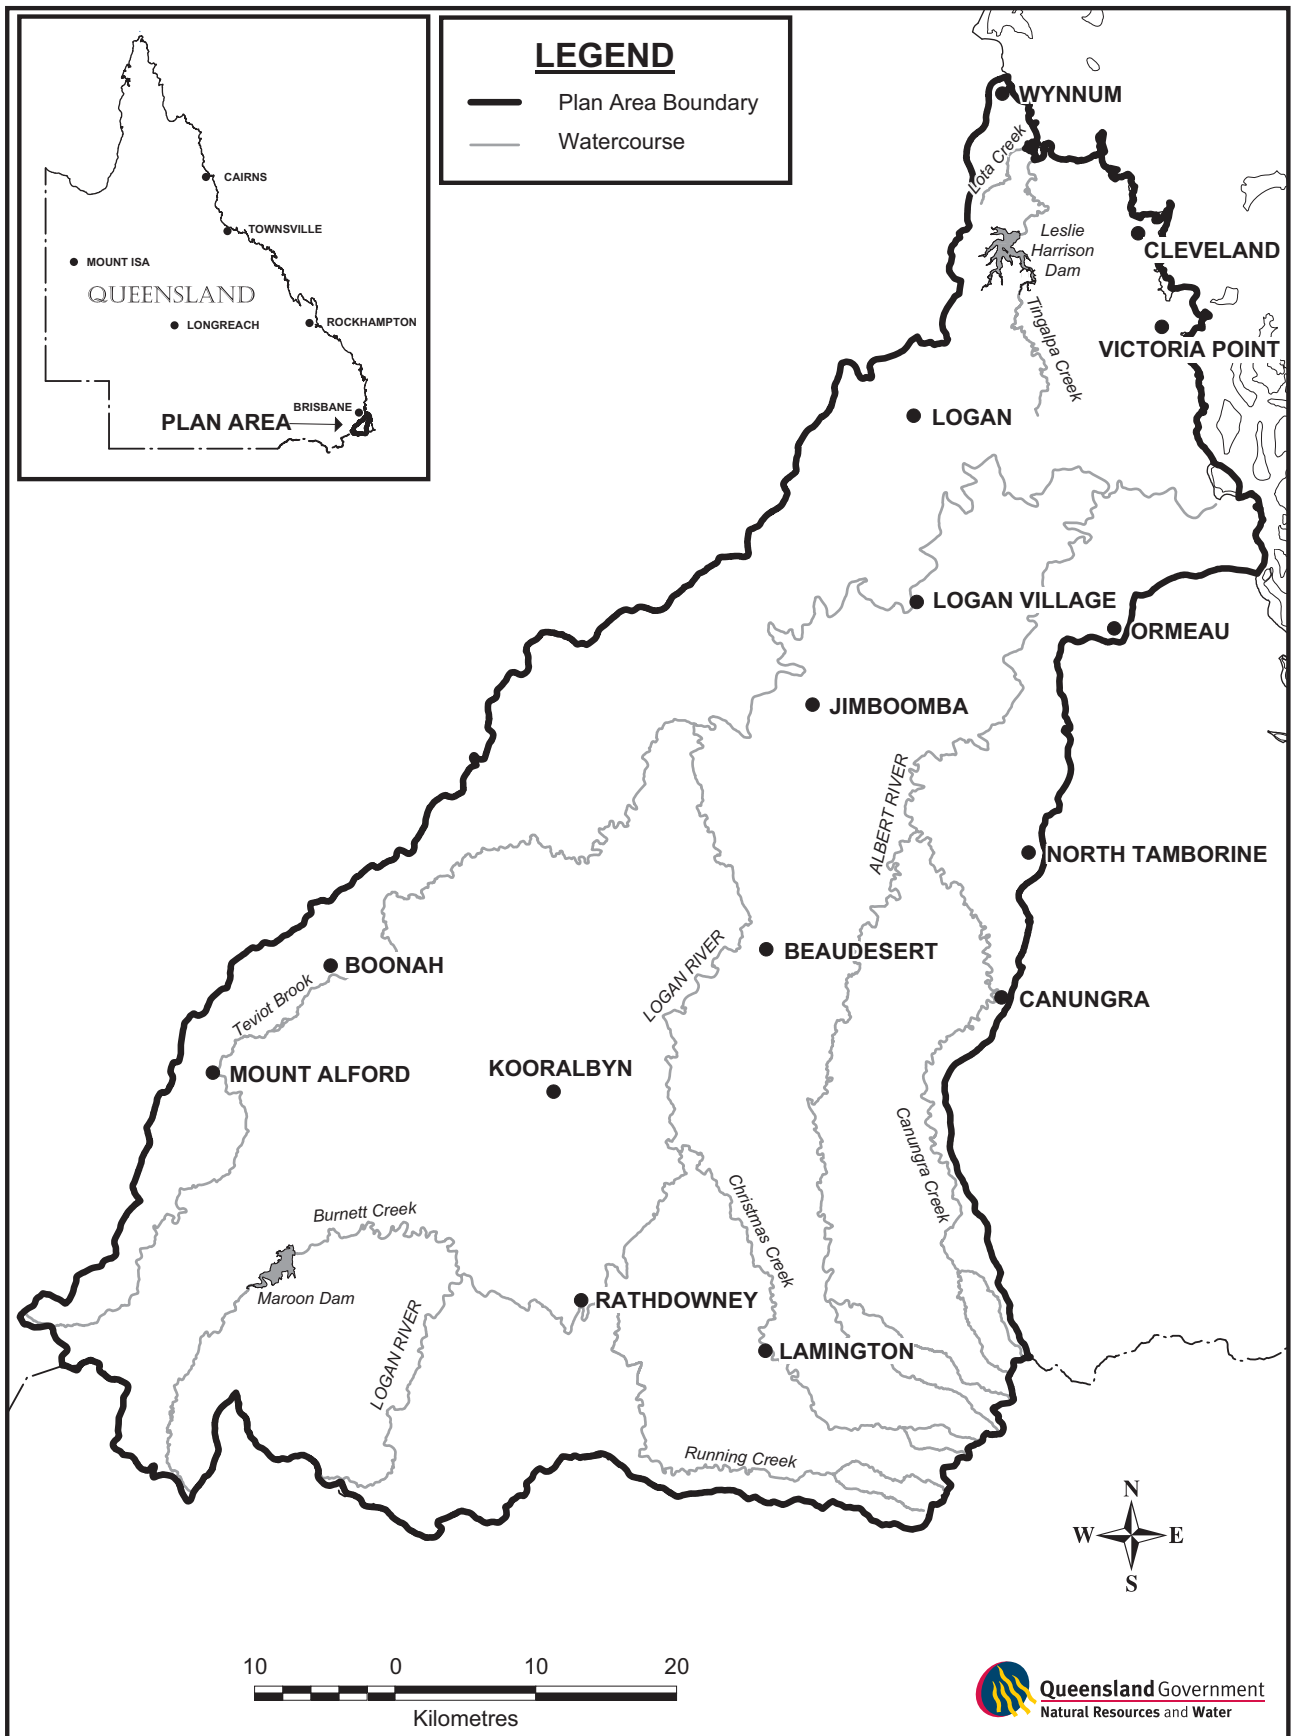 CAIRNS
TOWNSVILLE
MOUNT ISA
QUEENSLAND
LONGREACH
ROCKHAMPTON
BRISBANE
PLAN AREA
LEGEND
Plan Area Boundary
Watercourse
WYNNUM
Lota Creek
Leslie
Harrison
Dam
CLEVELAND
Tingalpa Creek
VICTORIA POINT
LOGAN
LOGAN VILLAGE
ORMEAU
JIMBOOMBA
ALBERT RIVER
NORTH TAMBORINE
LOGAN RIVER
BEAUDESERT
BOONAH
Teviot Brook
CANUNGRA
MOUNT ALFORD
KOORALBYN
Canungra Creek
Christmas Creek
Burnett Creek
Maroon Dam
RATHDOWNEY
LOGAN RIVER
LAMINGTON
Running Creek
N
W E
S
10 0 10 20
Kilometres
Queensland Government
Natural Resources and Water